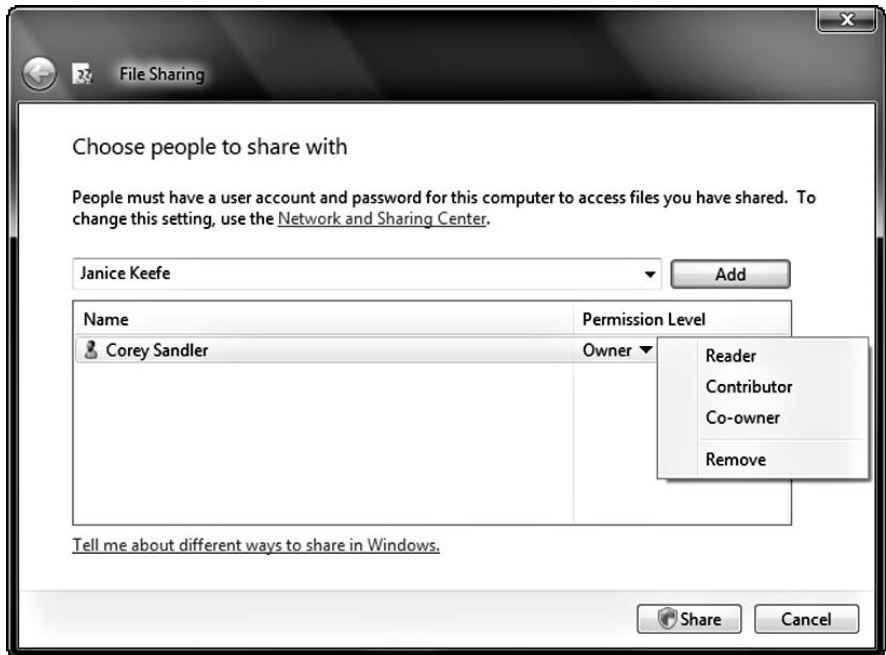 File Sharing
Choose people to share with
People must have a user account and password for this computer to access files you have shared. To
change this setting, use the Network and Sharing Center.
Janice Keefe
Add
Name
Permission Level
Corey Sandler
Owner
Reader
Contributor
Co-owner
Remove
Tell me about different ways to share in Windows.
Share
Cancel